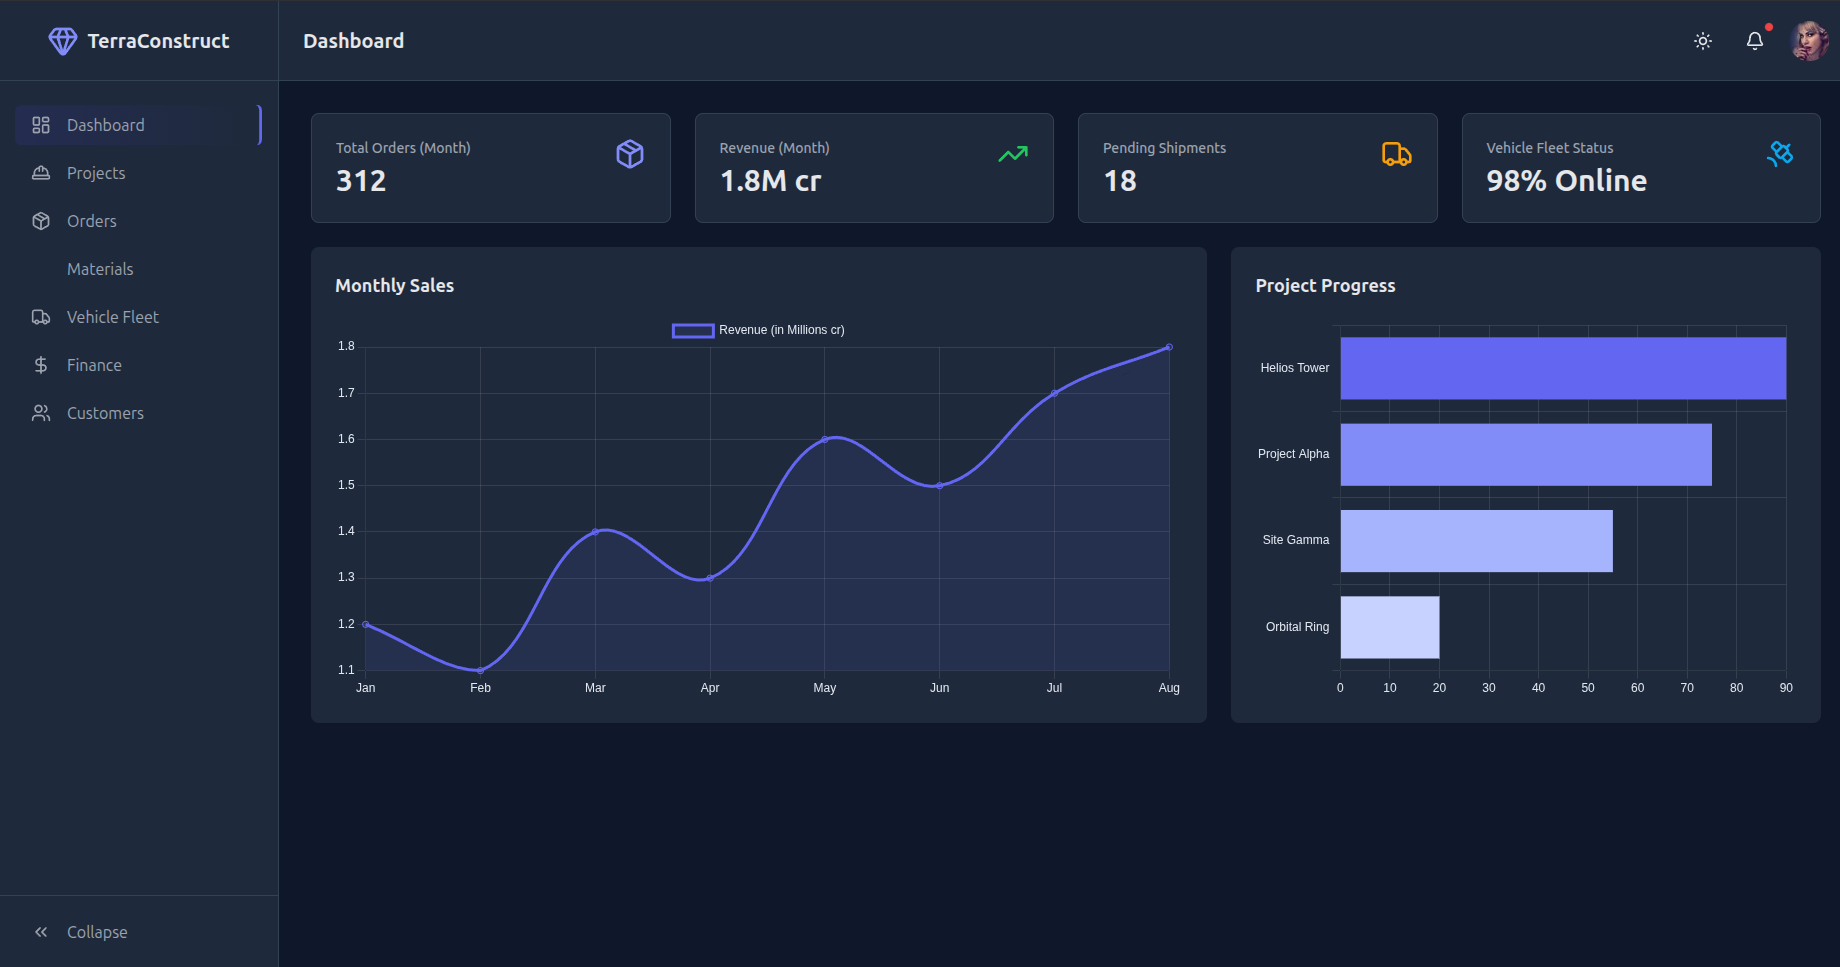 TerraConstruct
Dashboard
Dashboard
Projects
Orders
Materials
Vehicle Fleet
Finance
Customers
Collapse
Total Orders (Month)
312
Revenue (Month)
1.8M cr
Pending Shipments
18
Vehicle Fleet Status
98% Online
Monthly Sales
Revenue (in Millions cr)
1.8
1.7
1.6
1.5
1.4
1.3
1.2
1.1
Jan Feb Mar Apr May Jun Jul Aug
Project Progress
Helios Tower
Project Alpha
Site Gamma
Orbital Ring
0 10 20 30 40 50 60 70 80 90